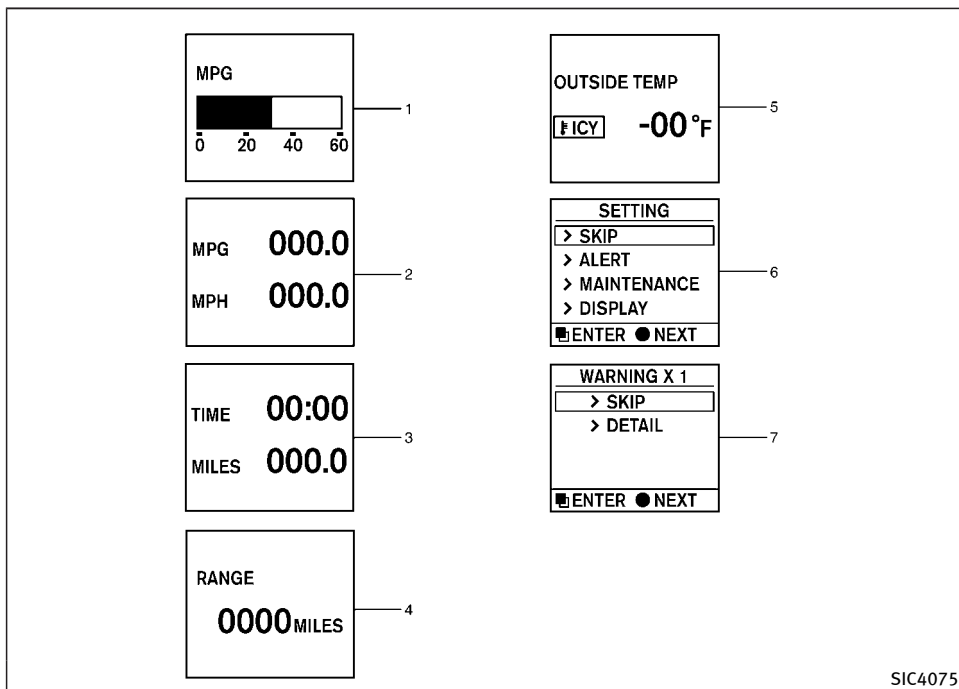 MPG
0 20 40 60
1
MPG 000.0
MPH 000.0
2
TIME 00:00
MILES 000.0
3
RANGE
0000 MILES
4
OUTSIDE TEMP
ICY -00°F
5
SETTING
> SKIP
> ALERT
> MAINTENANCE
> DISPLAY
ENTER ● NEXT
6
WARNING X 1
> SKIP
> DETAIL
ENTER ● NEXT
7
SIC4075